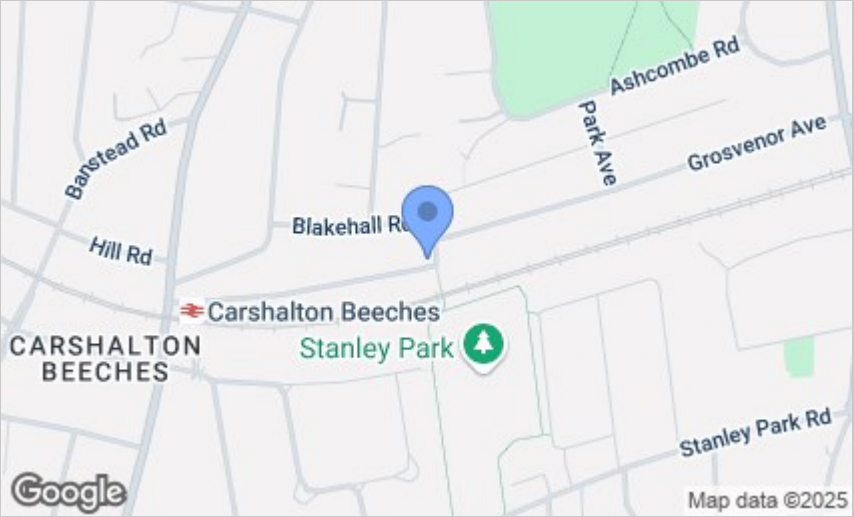 Ashcombe Rd
Park Ave
Grosvenor Ave
Banstead Rd
Blakehall R
Hill Rd
Carshalton Beeches
CARSHALTON
BEECHES
Stanley Park
Stanley Park Rd
Google
Map data ©2025